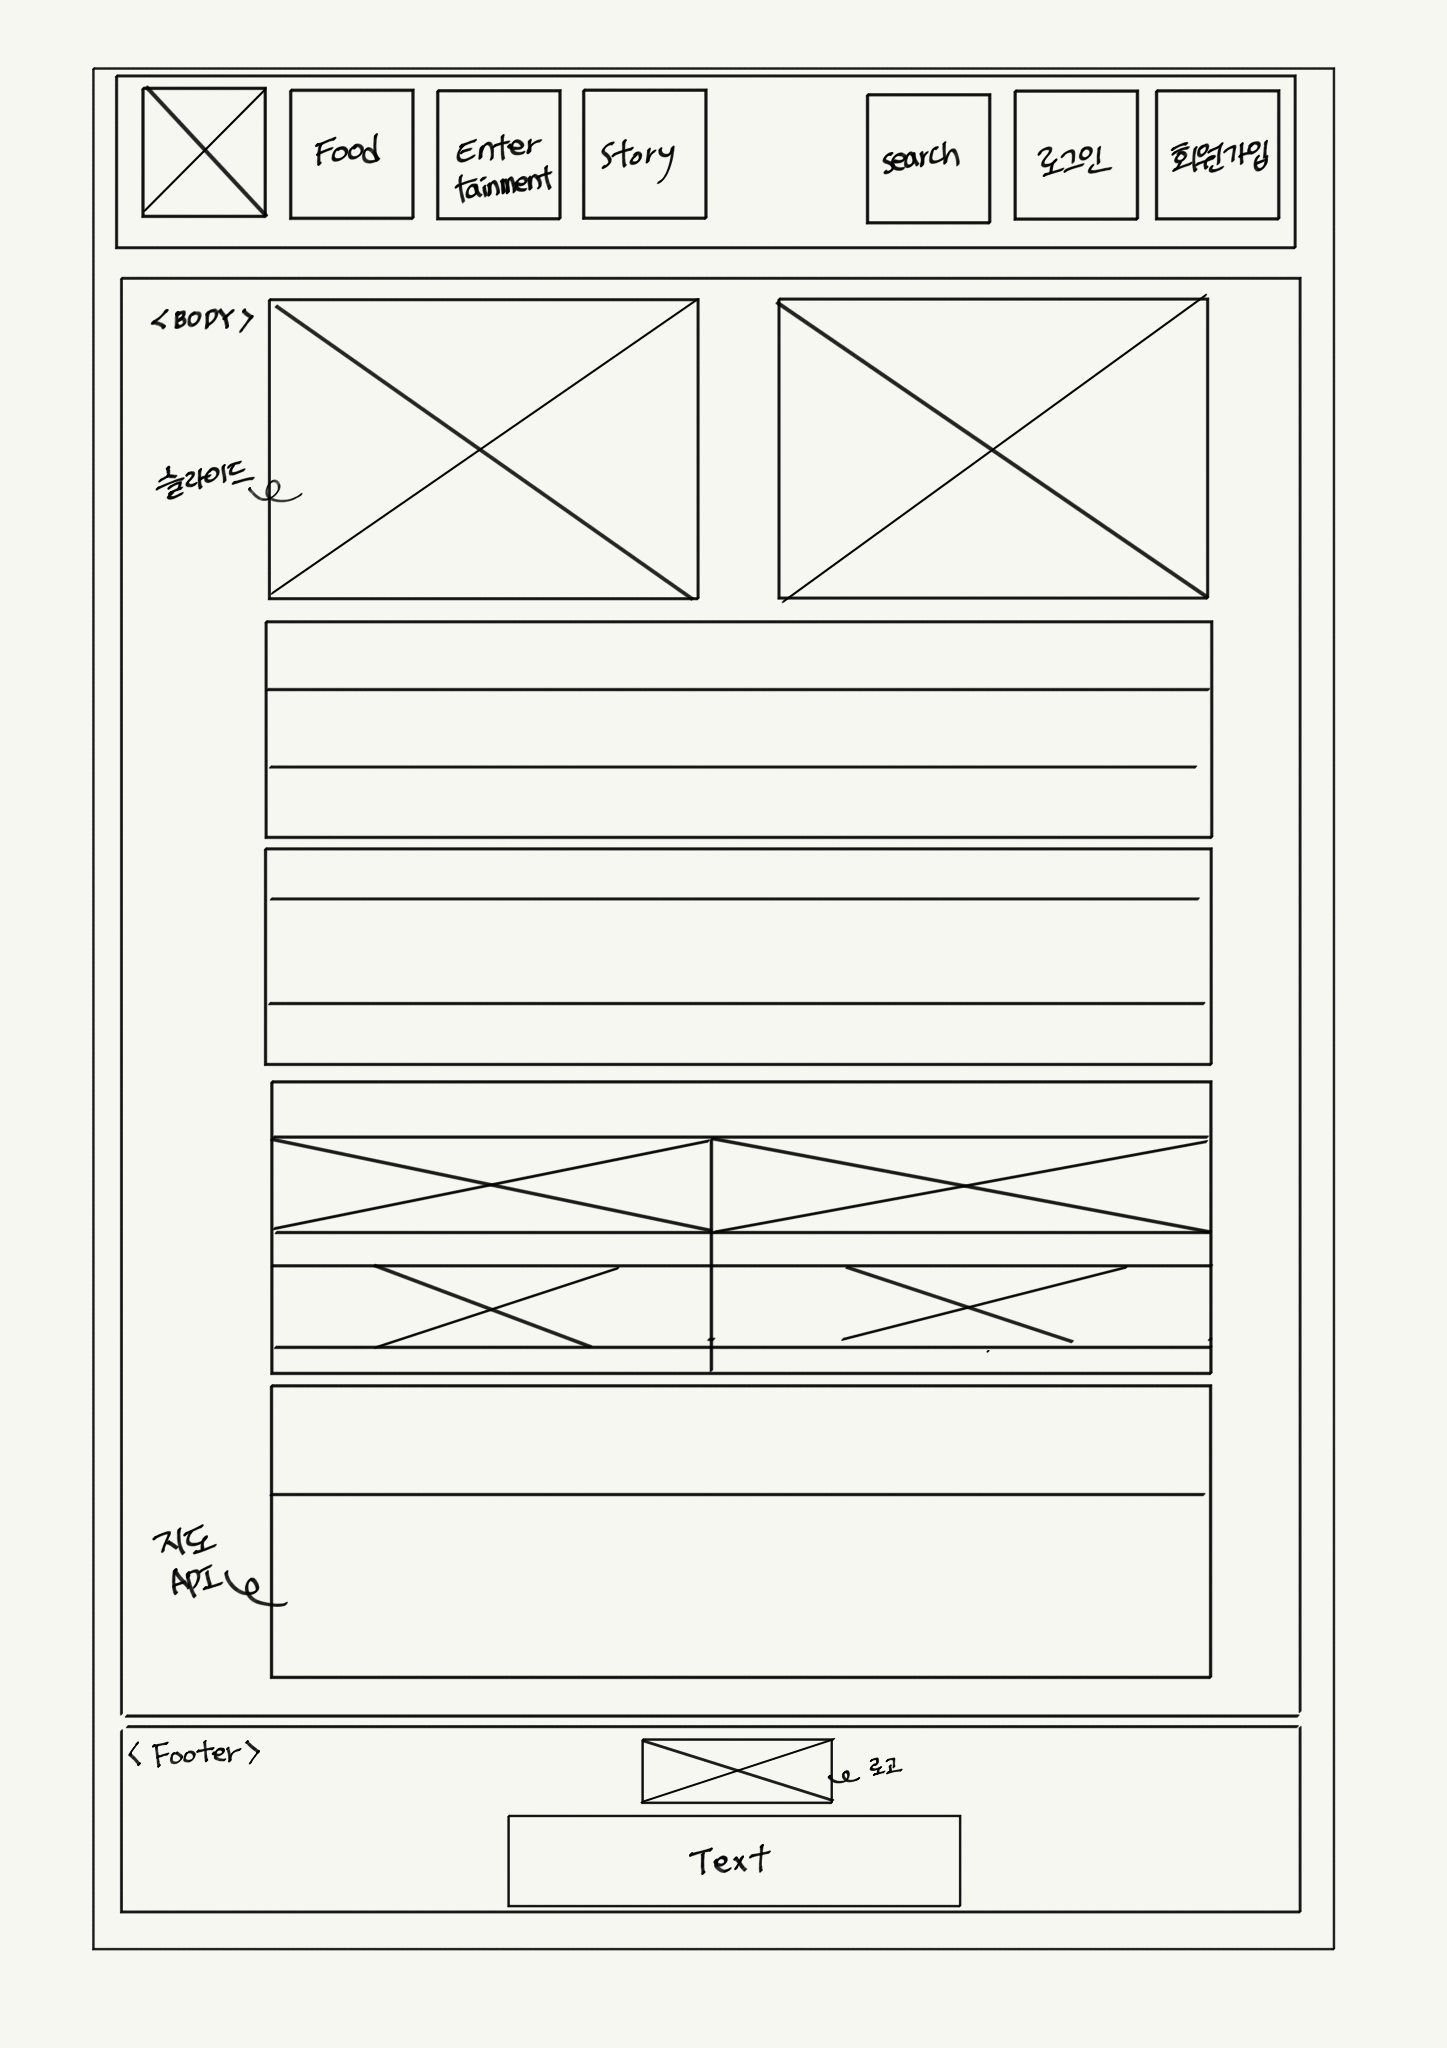 Food
Enter
tainment
Story
search
로그인
회원가입
<BODY>
슬라이드
지도
API
<Footer>
로고
Text